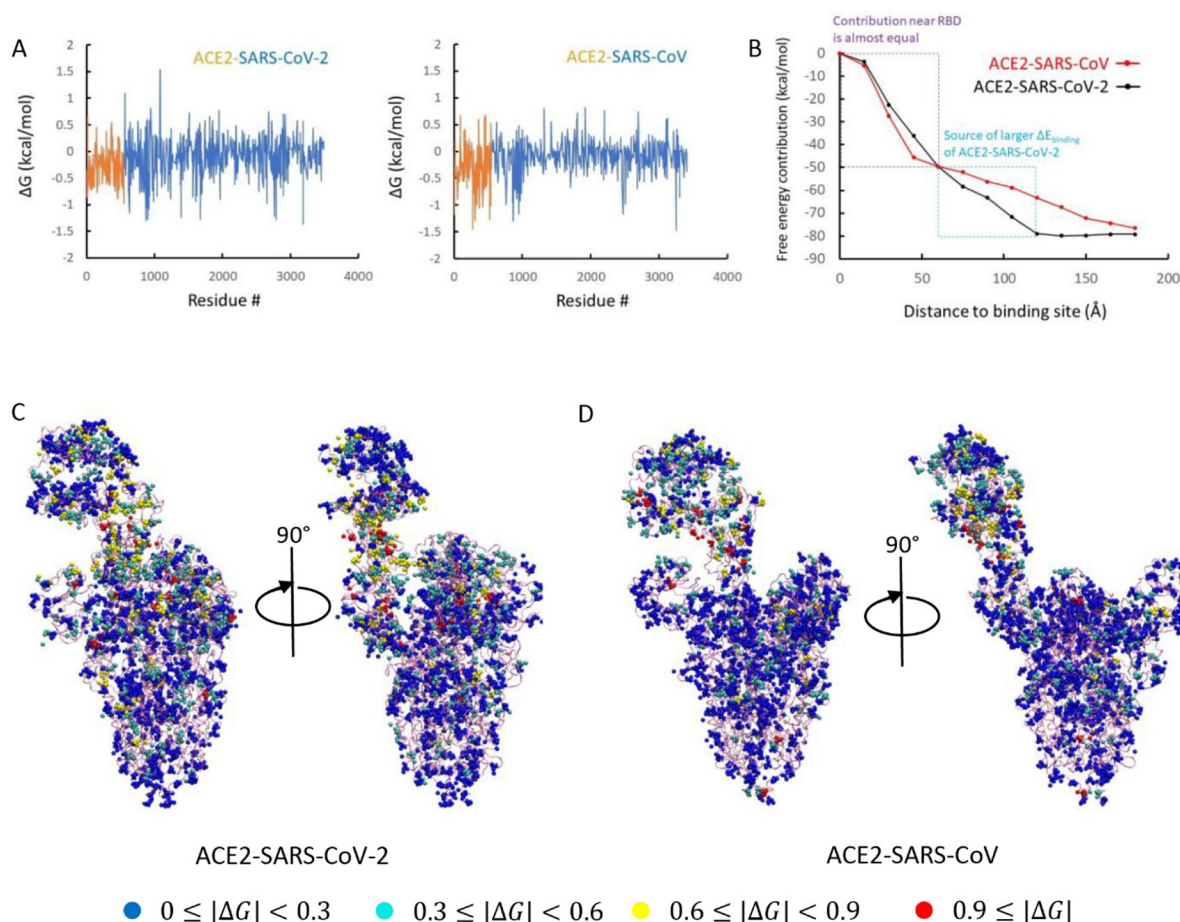 A
ACE2-SARS-CoV-2
2
1.5
1
0.5
0
-0.5
-1
-1.5
-2
ΔG (kcal/mol)
0 1000 2000 3000 4000
Residue #
ACE2-SARS-CoV
2
1.5
1
0.5
0
-0.5
-1
-1.5
-2
ΔG (kcal/mol)
0 1000 2000 3000 4000
Residue #
B
Contribution near RBD
is almost equal
ACE2-SARS-CoV
ACE2-SARS-CoV-2
Source of larger ΔEbinding
of ACE2-SARS-CoV-2
0
-10
-20
-30
-40
-50
-60
-70
-80
-90
Free energy contribution (kcal/mol)
0 50 100 150 200
Distance to binding site (Å)
C
90°
ACE2-SARS-CoV-2
D
90°
ACE2-SARS-CoV
0 ≤ |ΔG| < 0.3 0.3 ≤ |ΔG| < 0.6 0.6 ≤ |ΔG| < 0.9 0.9 ≤ |ΔG|